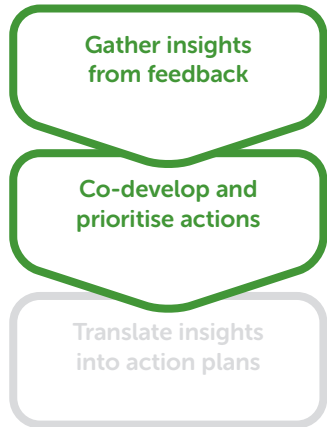 Gather insights
from feedback
Co-develop and
prioritise actions
Translate insights
into action plans